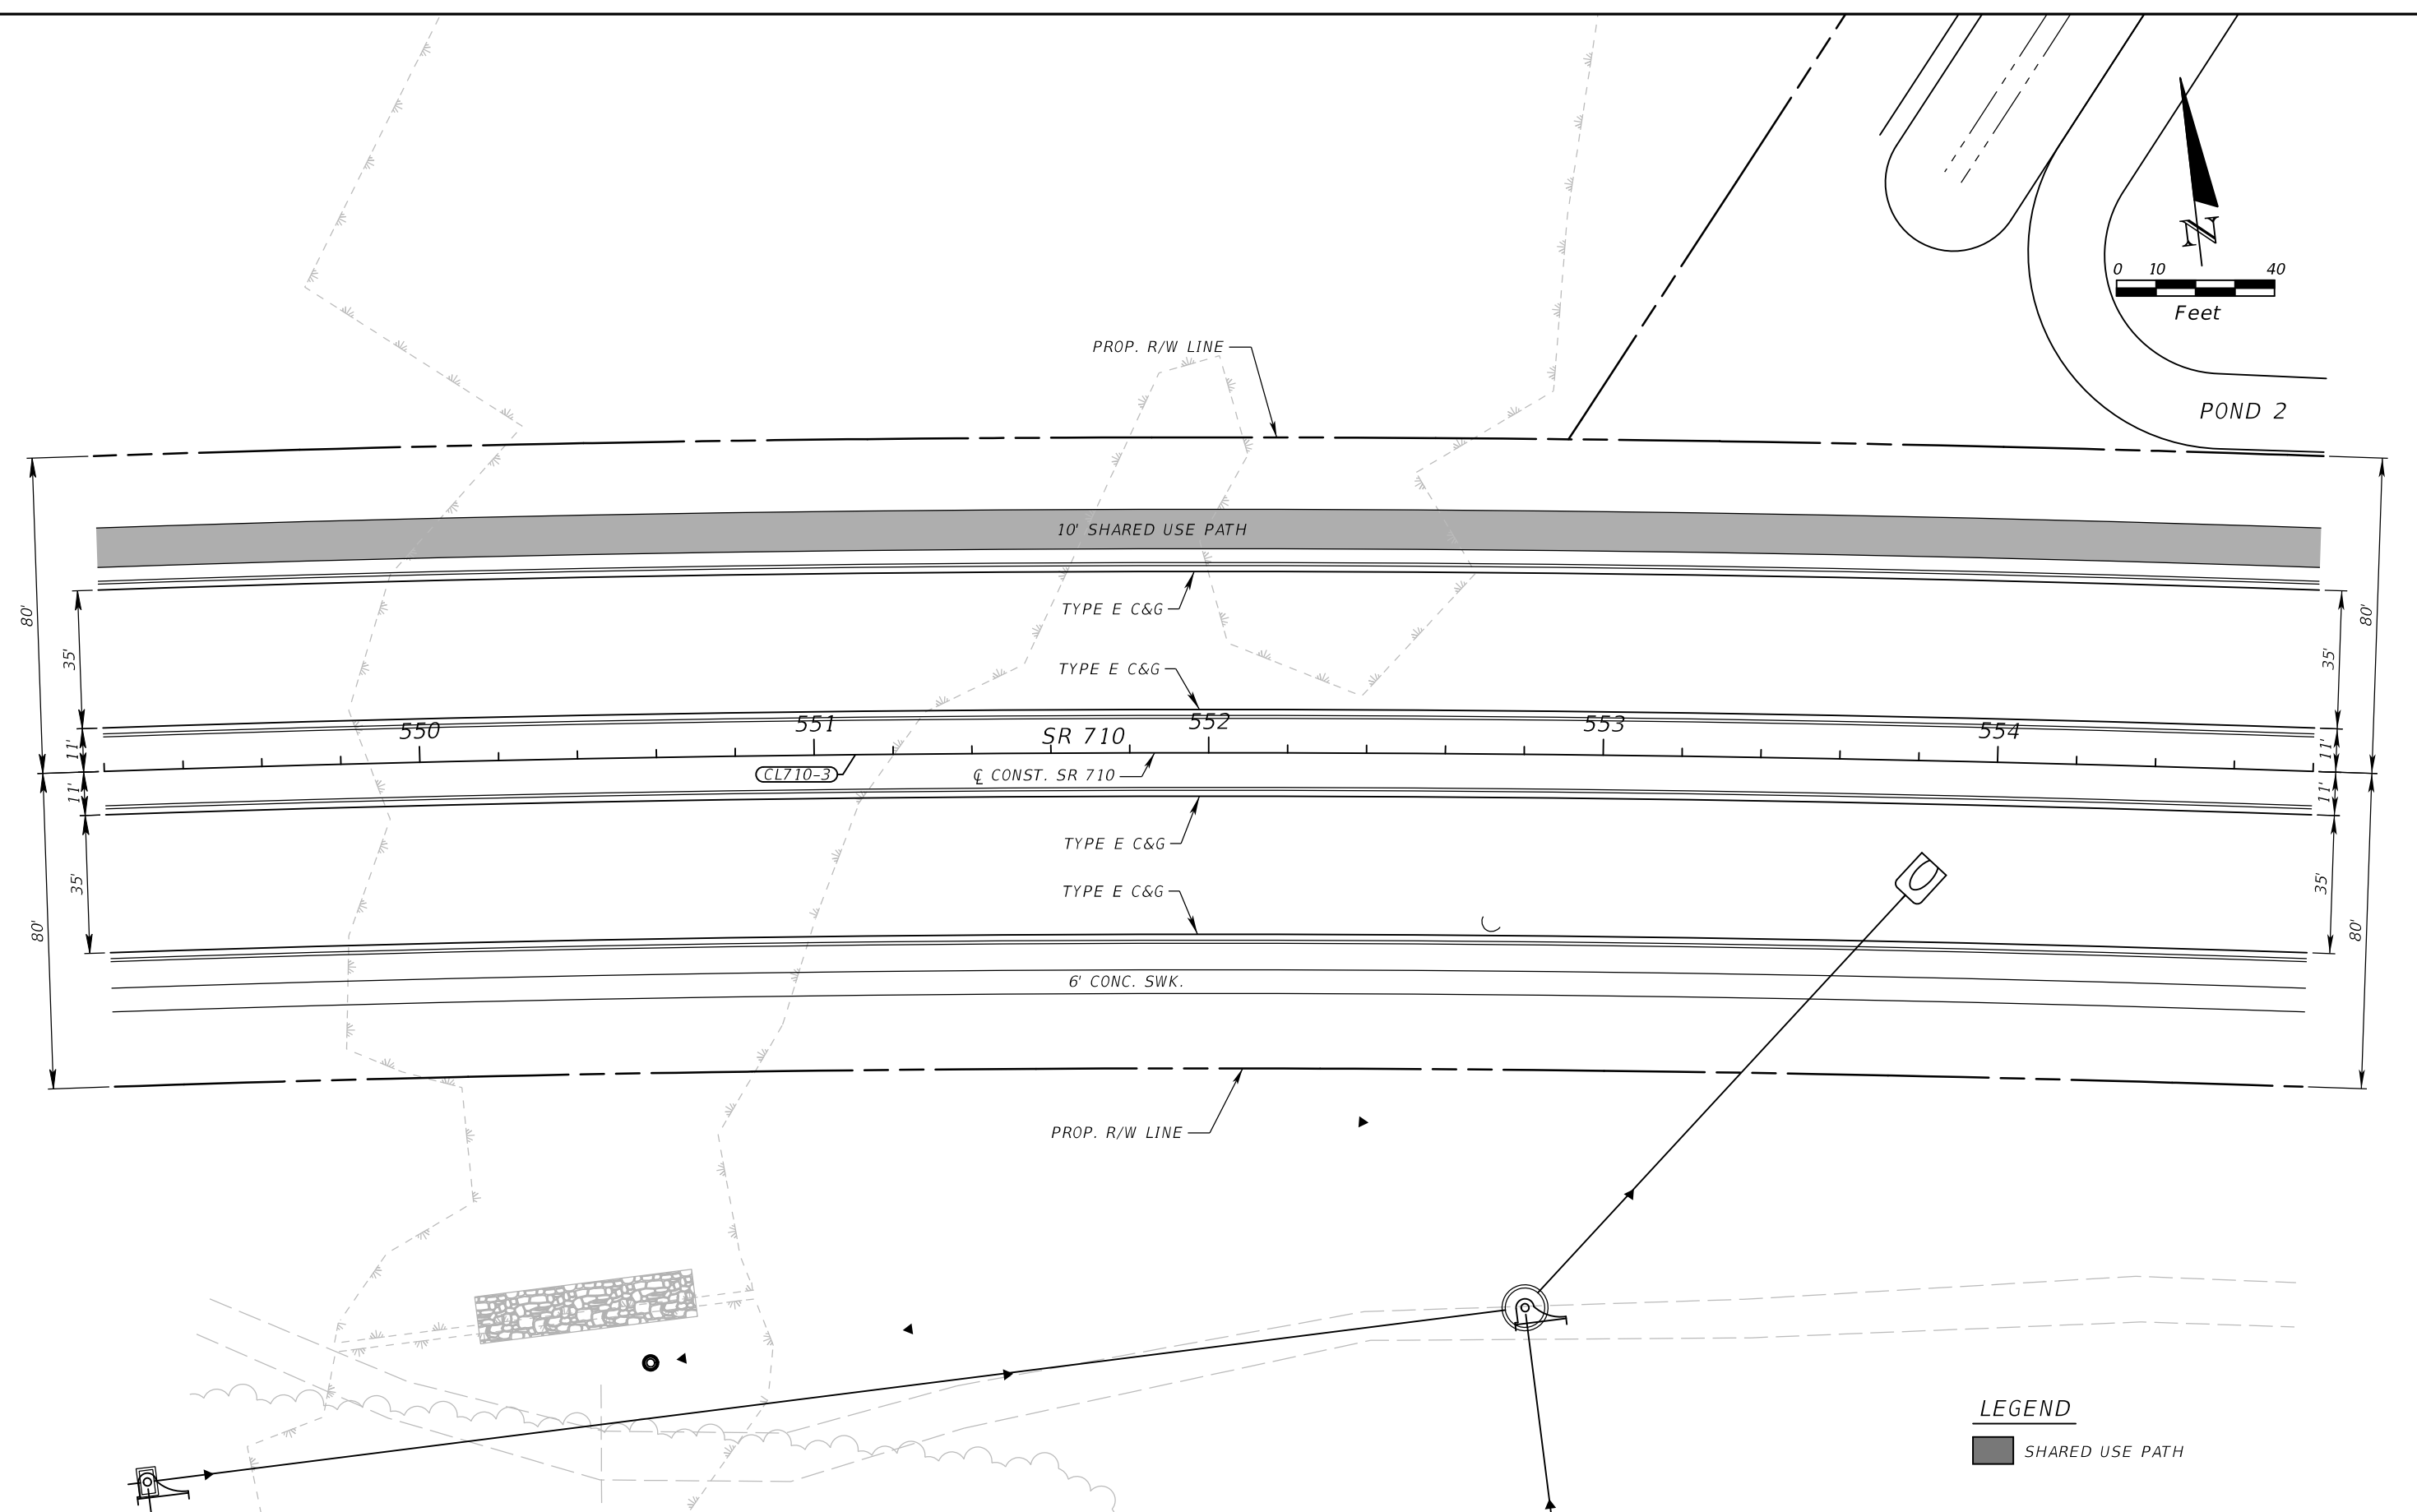 N
0 10 40
Feet
PROP. R/W LINE
POND 2
10' SHARED USE PATH
80'
35'
TYPE E C&G
35'
80'
TYPE E C&G
550
551
SR 710
552
553
554
11'
11'
CL710-3
℄ CONST. SR 710
11'
11'
TYPE E C&G
35'
80'
TYPE E C&G
35'
80'
6' CONC. SWK.
PROP. R/W LINE
LEGEND
SHARED USE PATH